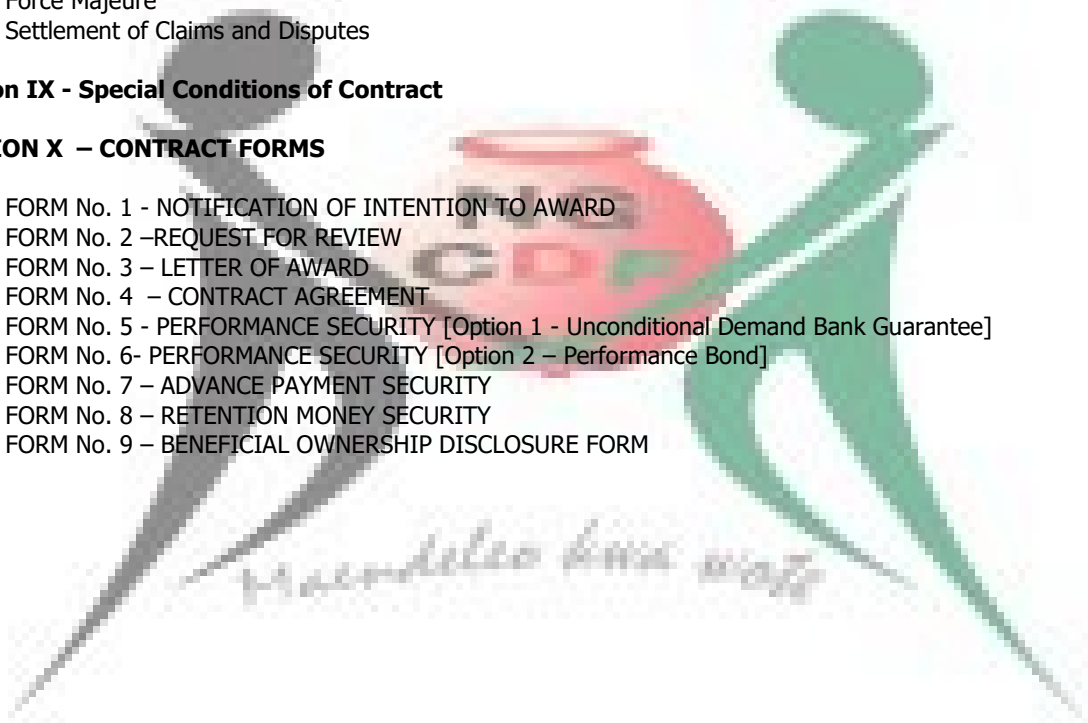 Force Majeure
Settlement of Claims and Disputes
on IX - Special Conditions of Contract
ION X – CONTRACT FORMS
FORM No. 1 - NOTIFICATION OF INTENTION TO AWARD
FORM No. 2 –REQUEST FOR REVIEW
FORM No. 3 – LETTER OF AWARD
FORM No. 4 – CONTRACT AGREEMENT
FORM No. 5 - PERFORMANCE SECURITY [Option 1 - Unconditional Demand Bank Guarantee]
FORM No. 6- PERFORMANCE SECURITY [Option 2 – Performance Bond]
FORM No. 7 – ADVANCE PAYMENT SECURITY
FORM No. 8 – RETENTION MONEY SECURITY
FORM No. 9 – BENEFICIAL OWNERSHIP DISCLOSURE FORM
NG
CDF
Maendeleo kwa wote